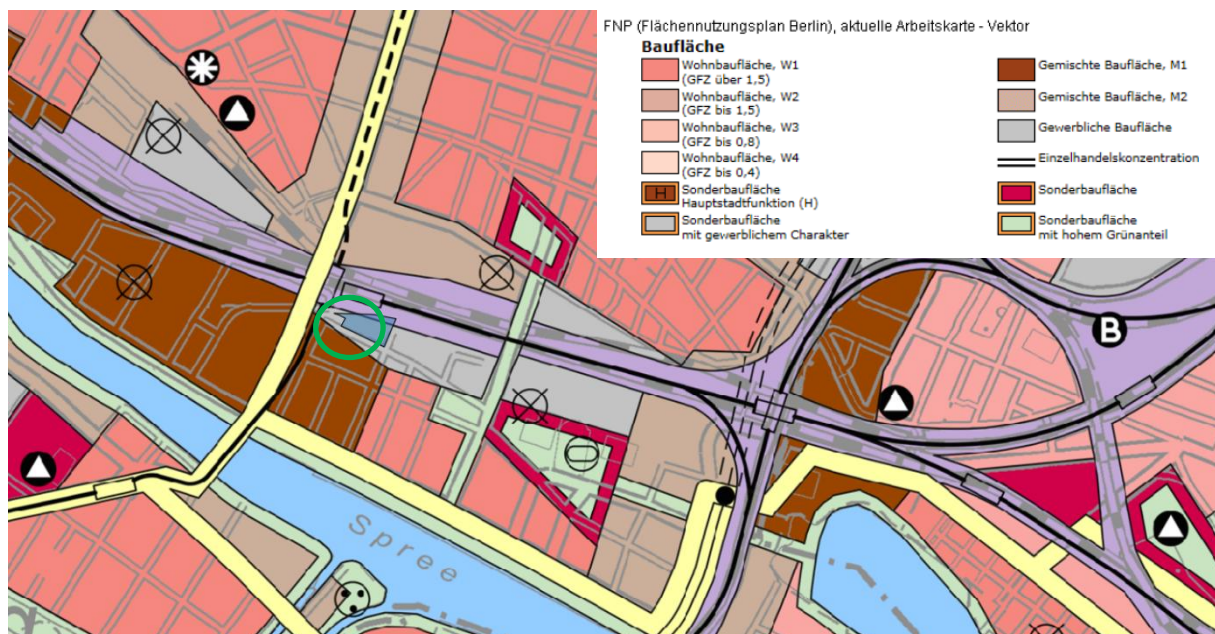 FNP (Flächennutzungsplan Berlin), aktuelle Arbeitskarte - Vektor
Baufläche
Wohnbaufläche, W1
(GFZ über 1,5)
Wohnbaufläche, W2
(GFZ bis 1,5)
Wohnbaufläche, W3
(GFZ bis 0,8)
Wohnbaufläche, W4
(GFZ bis 0,4)
Sonderbaufläche
Hauptstadtfunktion (H)
H
Sonderbaufläche
mit gewerblichem Charakter
Gemischte Baufläche, M1
Gemischte Baufläche, M2
Gewerbliche Baufläche
Einzelhandelskonzentration
Sonderbaufläche
Sonderbaufläche
mit hohem Grünanteil
B
Spree